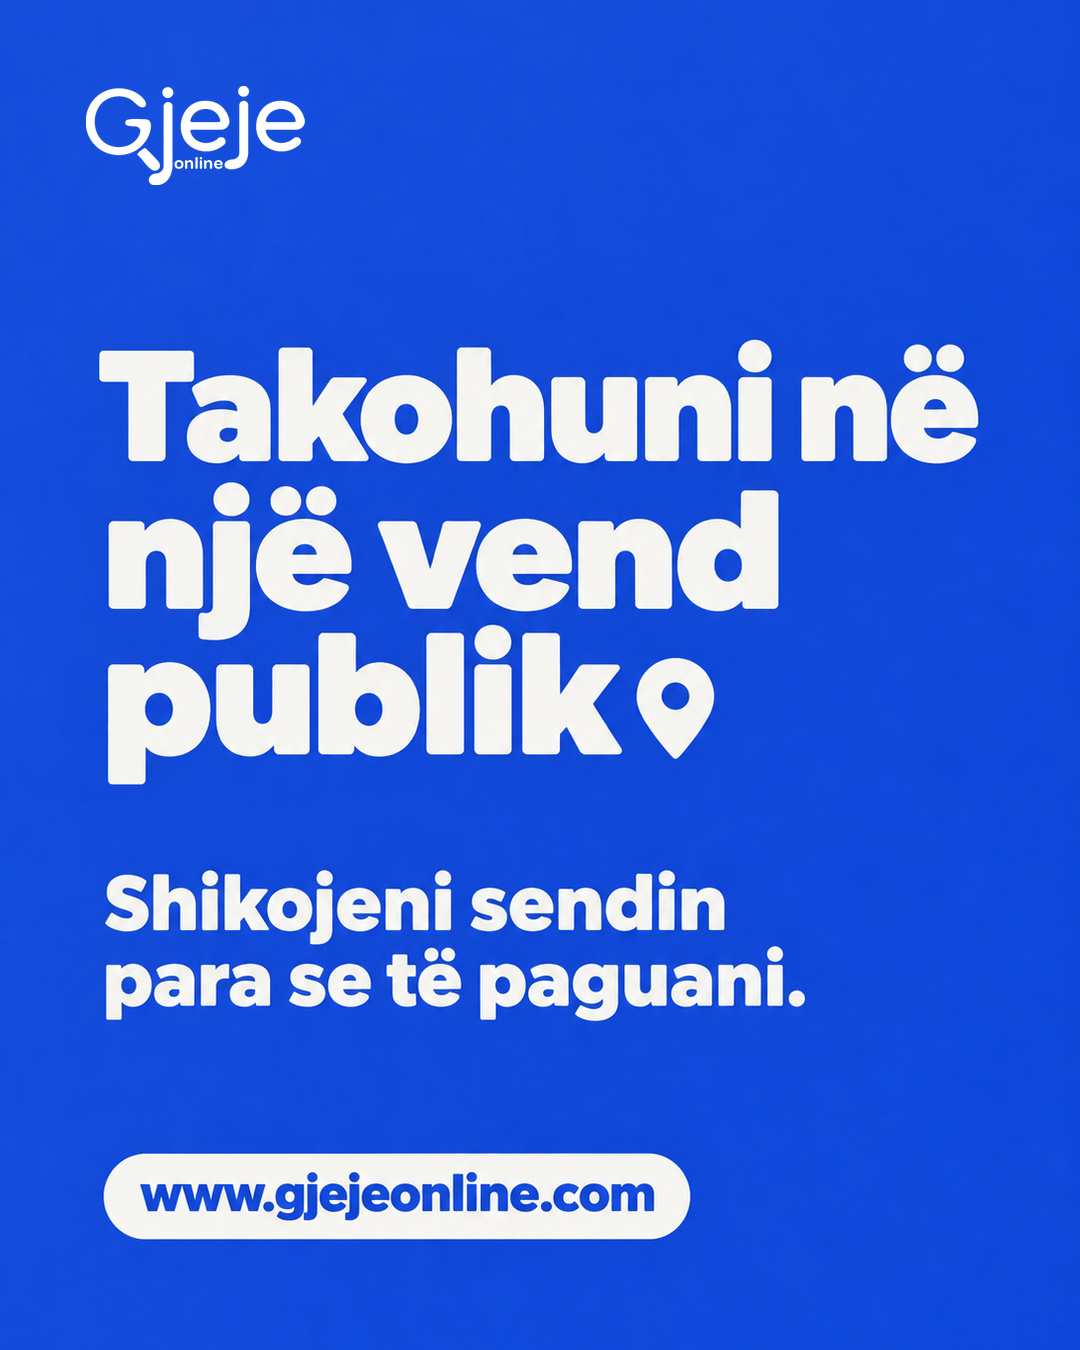 Gjeje
online
Takohuni në
një vend
publik
Shikojeni sendin
para se të paguani.
www.gjejeonline.com